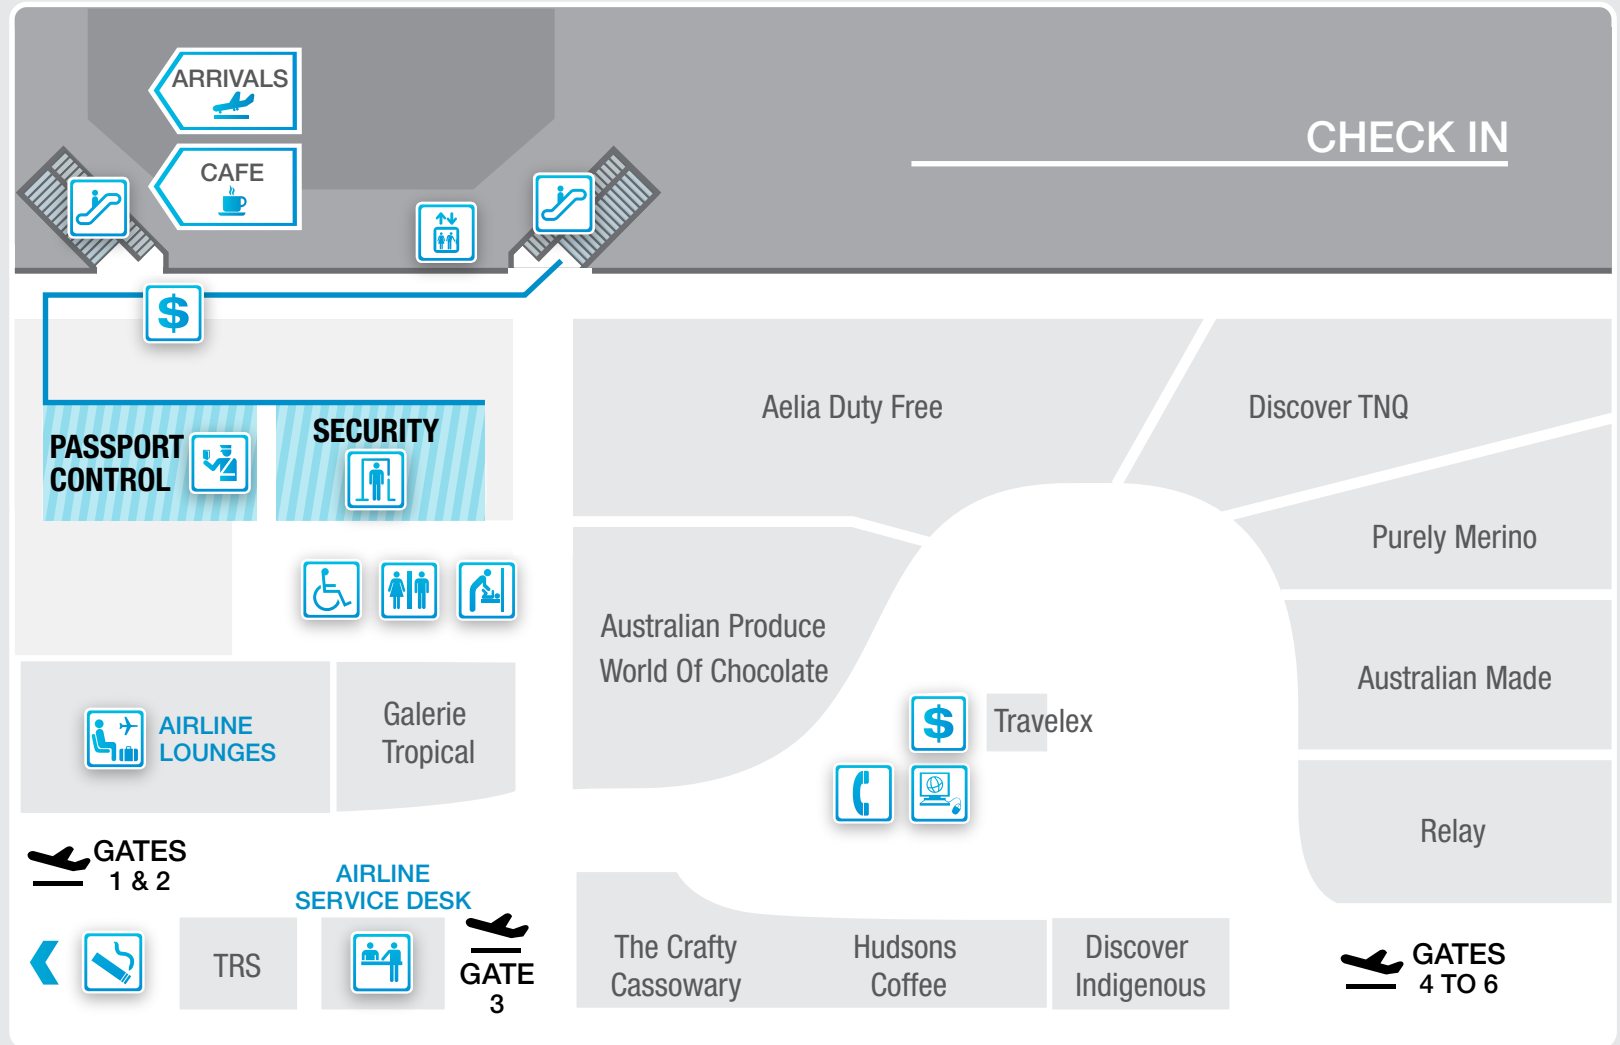 ARRIVALS
CAFE
CHECK IN
$
PASSPORT
CONTROL
SECURITY
Aelia Duty Free
Discover TNQ
Purely Merino
Australian Produce
World Of Chocolate
Australian Made
AIRLINE
LOUNGES
Galerie
Tropical
$
Travelex
Relay
GATES
1 & 2
AIRLINE
SERVICE DESK
TRS
GATE
3
The Crafty
Cassowary
Hudsons
Coffee
Discover
Indigenous
GATES
4 TO 6